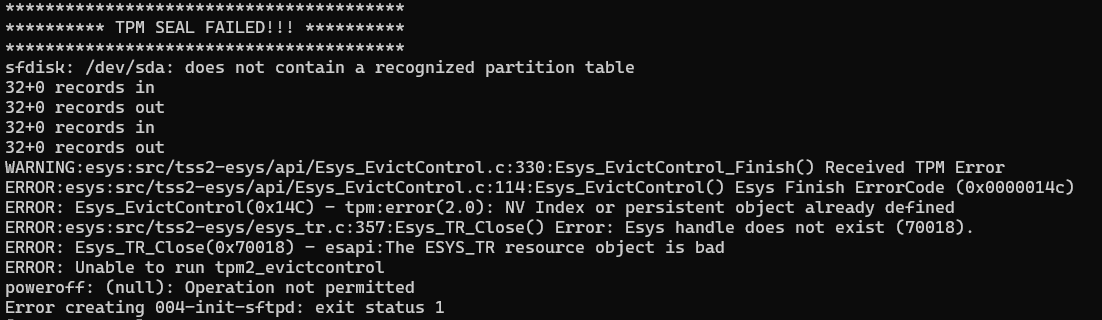 ****************************************
********** TPM SEAL FAILED!!! **********
****************************************
sfdisk: /dev/sda: does not contain a recognized partition table
32+0 records in
32+0 records out
32+0 records in
32+0 records out
WARNING:esys:src/tss2-esys/api/Esys_EvictControl.c:330:Esys_EvictControl_Finish() Received TPM Error
ERROR:esys:src/tss2-esys/api/Esys_EvictControl.c:114:Esys_EvictControl() Esys Finish ErrorCode (0x0000014c)
ERROR: Esys_EvictControl(0x14C) - tpm:error(2.0): NV Index or persistent object already defined
ERROR:esys:src/tss2-esys/esys_tr.c:357:Esys_TR_Close() Error: Esys handle does not exist (70018).
ERROR: Esys_TR_Close(0x70018) - esapi:The ESYS_TR resource object is bad
ERROR: Unable to run tpm2_evictcontrol
poweroff: (null): Operation not permitted
Error creating 004-init-sftpd: exit status 1